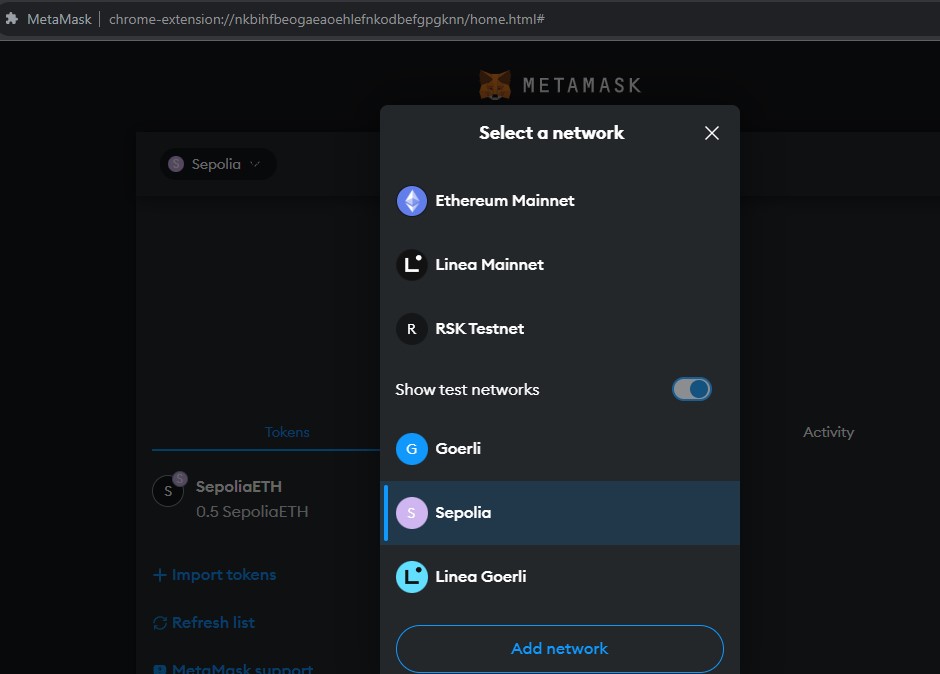 MetaMask chrome-extension://nkbihfbeogaeaoehlefnkodbefgpgknn/home.html#
METAMASK
Select a network
S Sepolia
Ethereum Mainnet
L Linea Mainnet
R RSK Testnet
Show test networks
Tokens
Activity
G Goerli
S S SepoliaETH
0.5 SepoliaETH
S Sepolia
L Linea Goerli
Import tokens
Refresh list
Add network
MetaMask support